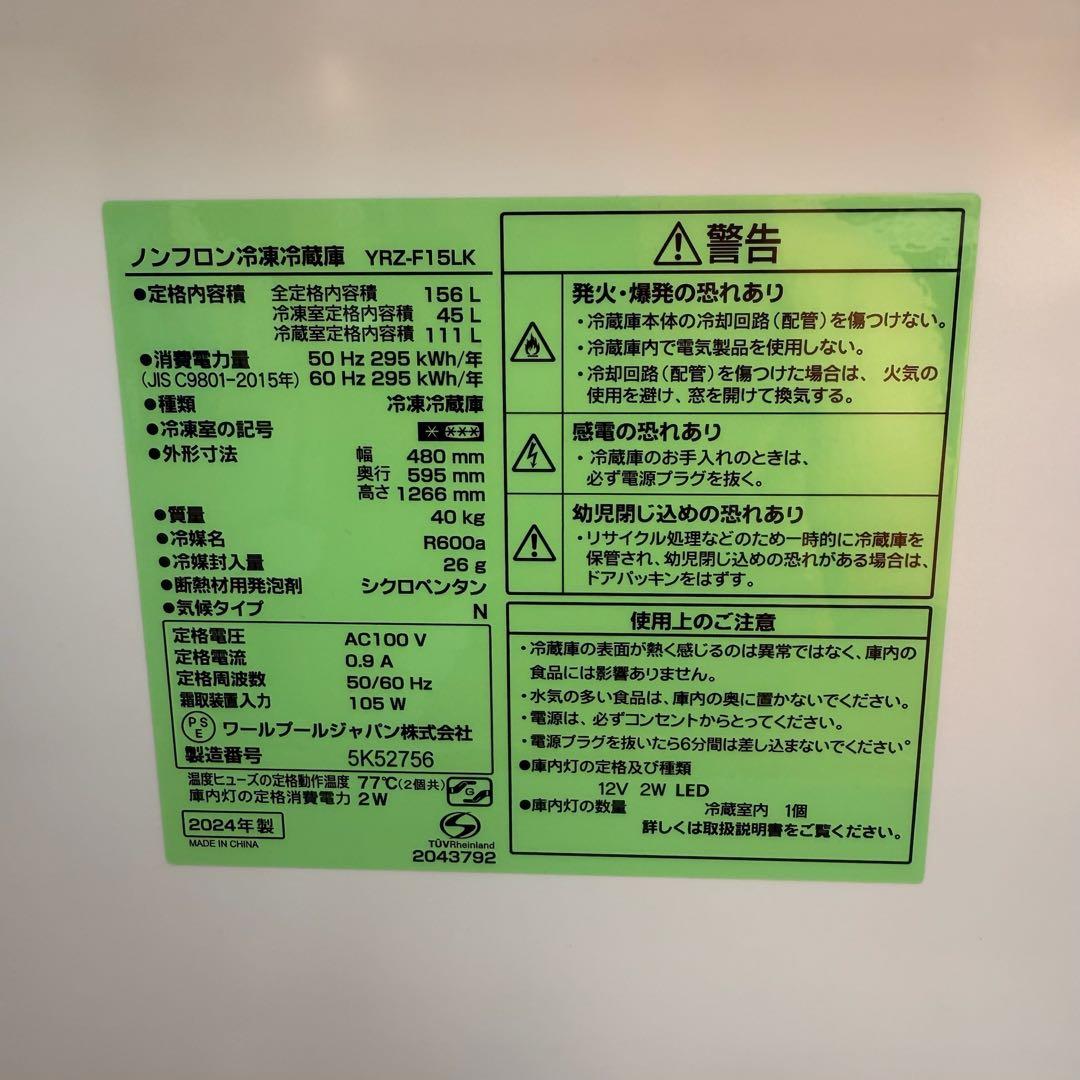 ノンフロン冷凍冷蔵庫 YRZ-F15LK
●定格内容積 全定格内容積 156 L
冷凍室定格内容積 45 L
冷蔵室定格内容積 111 L
●消費電力量 50 Hz 295 kWh/年
(JIS C9801-2015年) 60 Hz 295 kWh/年
●種類 冷凍冷蔵庫
●冷凍室の記号
●外形寸法 幅 480 mm
奥行 595 mm
高さ 1266 mm
●質量 40 kg
●冷媒名 R600a
●冷媒封入量 26 g
●断熱材用発泡剤 シクロペンタン
●気候タイプ N
定格電圧 AC100 V
定格電流 0.9 A
定格周波数 50/60 Hz
霜取装置入力 105 W
PSE ワールプールジャパン株式会社
製造番号 5K52756
温度ヒューズの定格動作温度 77℃(2個共)
庫内灯の定格消費電力 2W
G
2024年製
MADE IN CHINA
TÜVRheinland
2043792
警告
発火・爆発の恐れあり
・冷蔵庫本体の冷却回路(配管)を傷つけない。
・冷蔵庫内で電気製品を使用しない。
・冷却回路(配管)を傷つけた場合は、火気の
使用を避け、窓を開けて換気する。
感電の恐れあり
・冷蔵庫のお手入れのときは、
必ず電源プラグを抜く。
幼児閉じ込めの恐れあり
・リサイクル処理などのため一時的に冷蔵庫を
保管され、幼児閉じ込めの恐れがある場合は、
ドアパッキンをはずす。
使用上のご注意
・冷蔵庫の表面が熱く感じるのは異常ではなく、庫内の
食品には影響ありません。
・水気の多い食品は、庫内の奥に置かないでください。
・電源は、必ずコンセントからとってください。
・電源プラグを抜いたら6分間は差し込まないでください。
●庫内灯の定格及び種類
12V 2W LED
●庫内灯の数量 冷蔵室内 1個
詳しくは取扱説明書をご覧ください。